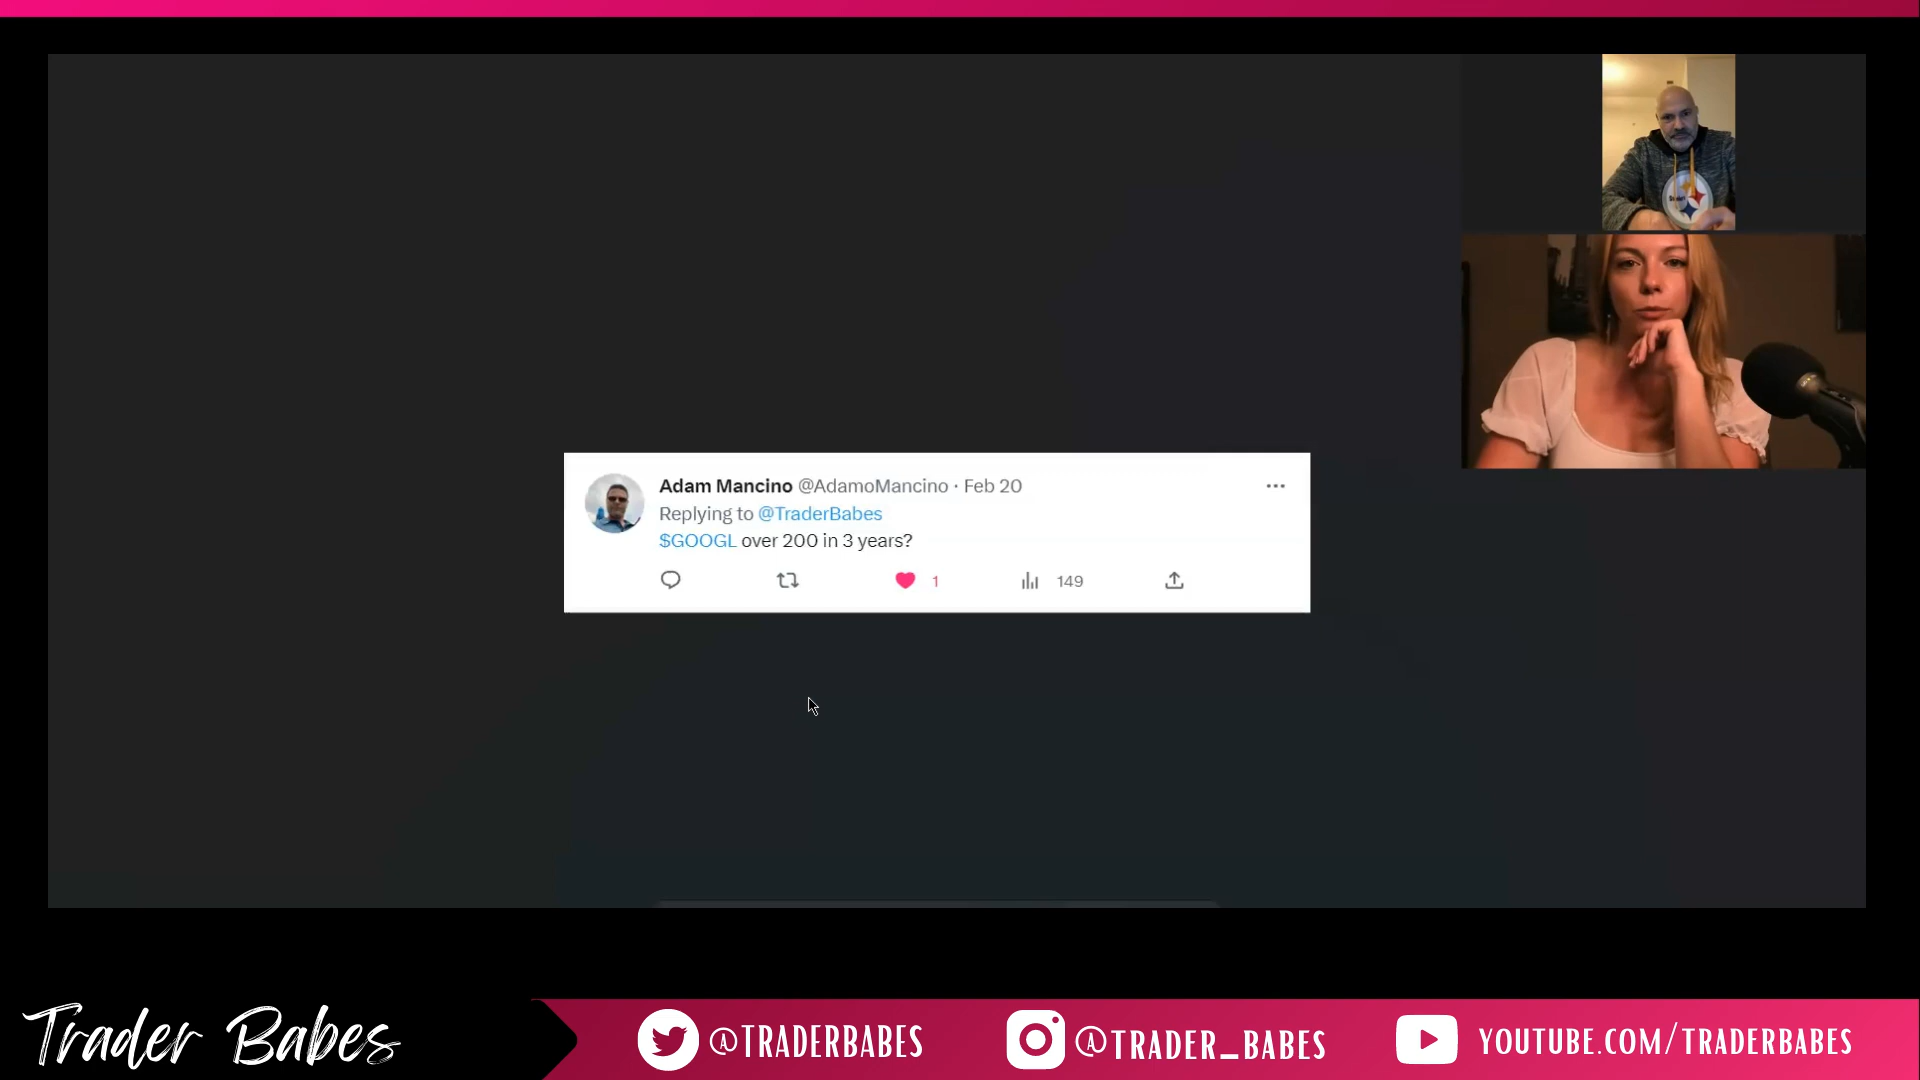 Adam Mancino @AdamoMancino · Feb 20
Replying to @TraderBabes
$GOOGL over 200 in 3 years?
1 149
Steelers
Trader Babes
@TRADERBABES
@TRADER_BABES
YOUTUBE.COM/TRADERBABES